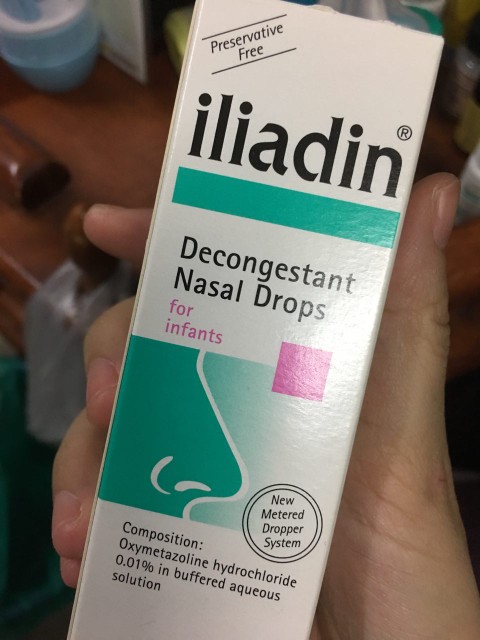 Preservative
Free
iliadin®
Decongestant
Nasal Drops
for
infants
New
Metered
Dropper
System
Composition:
Oxymetazoline hydrochloride
0.01% in buffered aqueous
solution